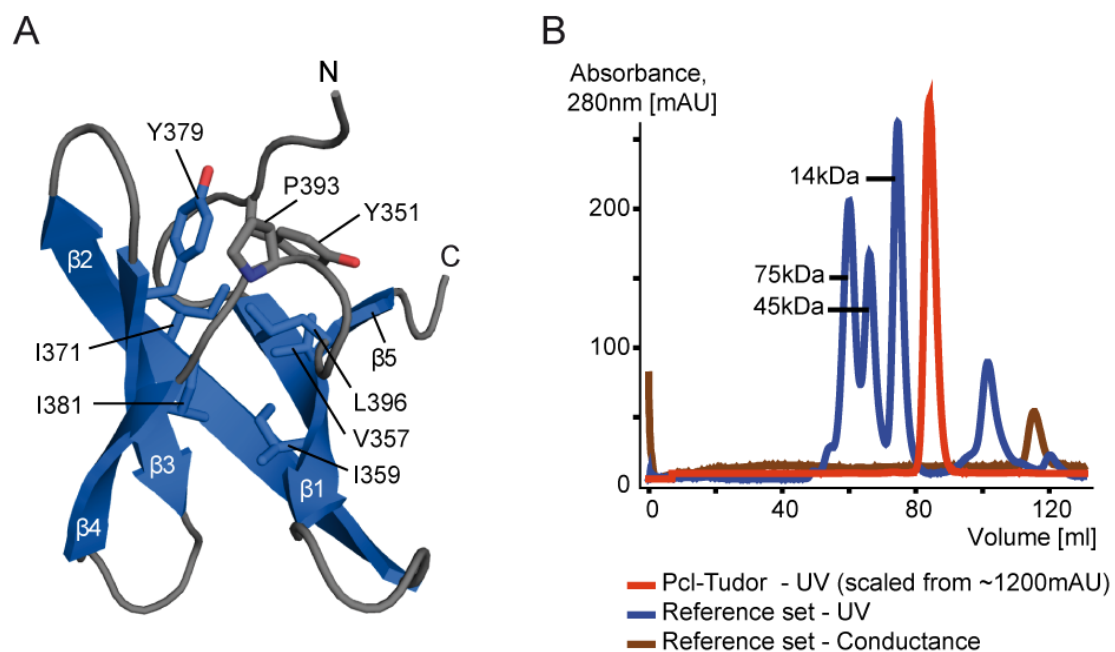 A
N
Y379
P393
Y351
C
β2
I371
β5
I381
L396
V357
β3
I359
β1
β4
B
Absorbance,
280nm [mAU]
14kDa
200
75kDa
45kDa
100
0
0
40
80
120
Volume [ml]
Pcl-Tudor - UV (scaled from ~1200mAU)
Reference set - UV
Reference set - Conductance